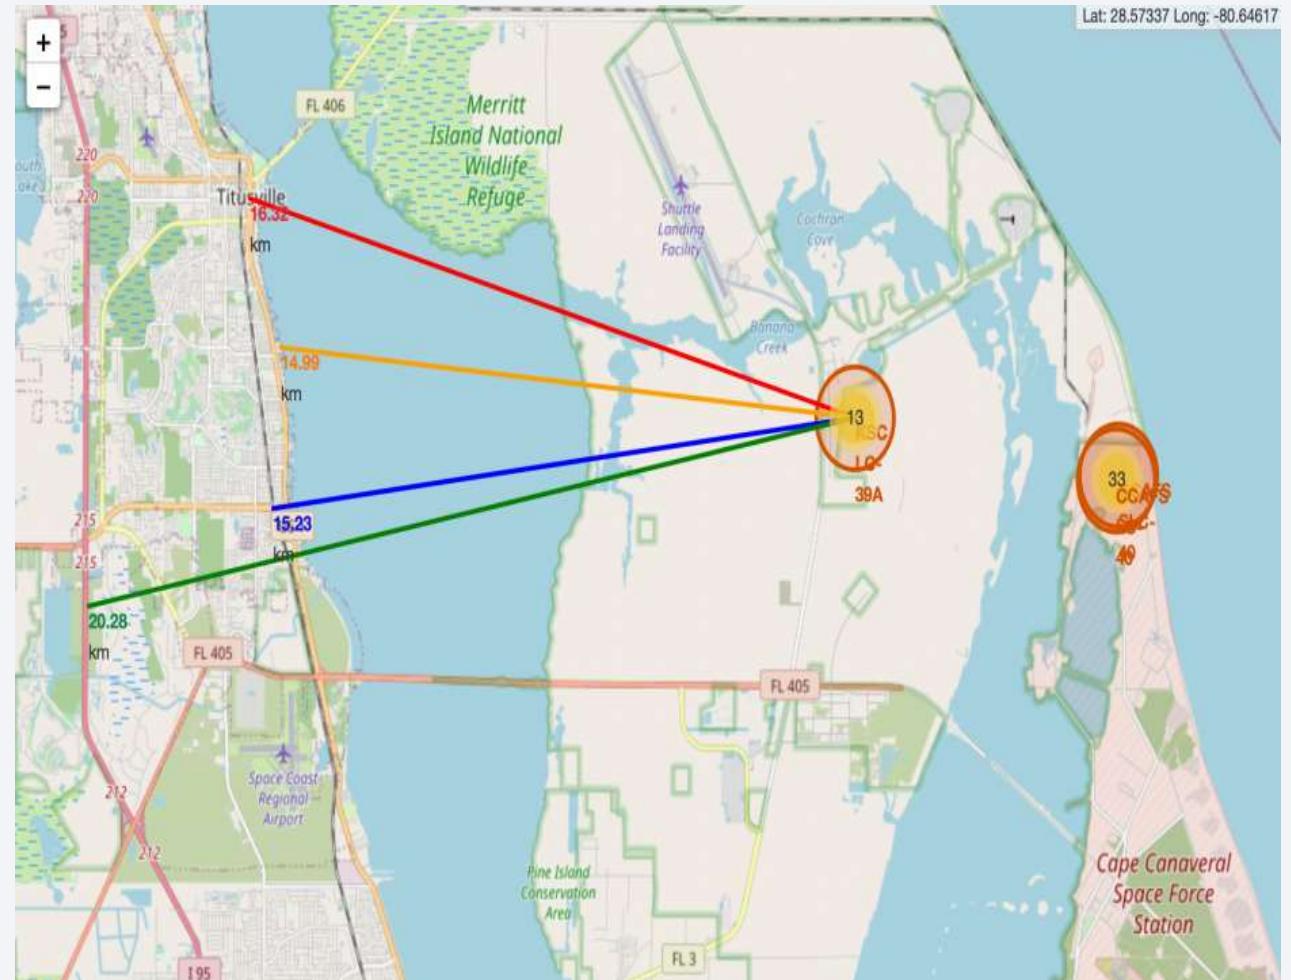 Lat: 28.57337 Long: -80.64617
+
−
FL 406
Merritt
Island National
Wildlife
Refuge
220
220
Titusville
16.32
km
Shuttle
Landing
Facility
Cochran
Cove
Banana
Creek
14.99
km
13
KSC
LC-
39A
33
15.23
km
215
215
20.28
km
FL 405
FL 405
Space Coast
Regional
Airport
212
212
Pine Island
Conservation
Area
Cape Canaveral
Space Force
Station
FL 3
I 95